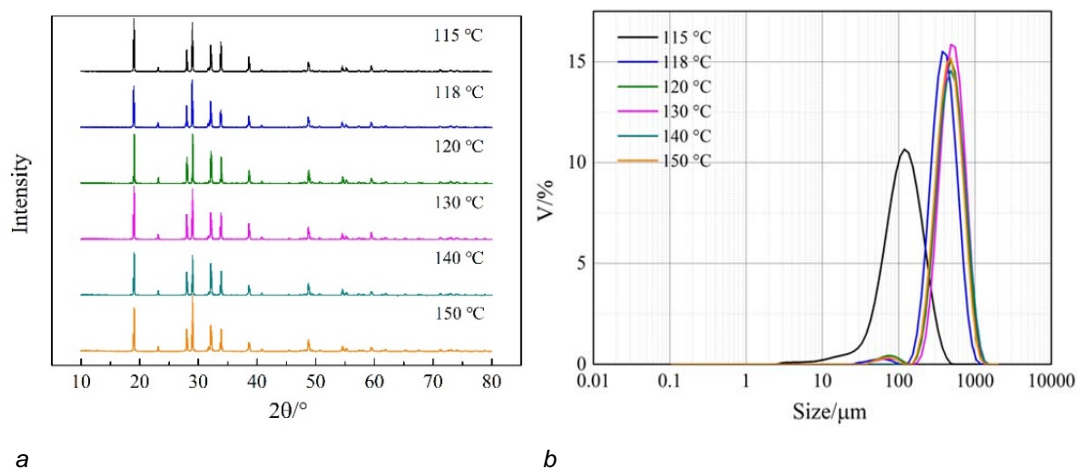 Intensity
115 ℃
118 ℃
120 ℃
130 ℃
140 ℃
150 ℃
10 20 30 40 50 60 70 80
2θ/°
a
V/%
15
10
5
0
115 ℃
118 ℃
120 ℃
130 ℃
140 ℃
150 ℃
0.01 0.1 1 10 100 1000 10000
Size/μm
b